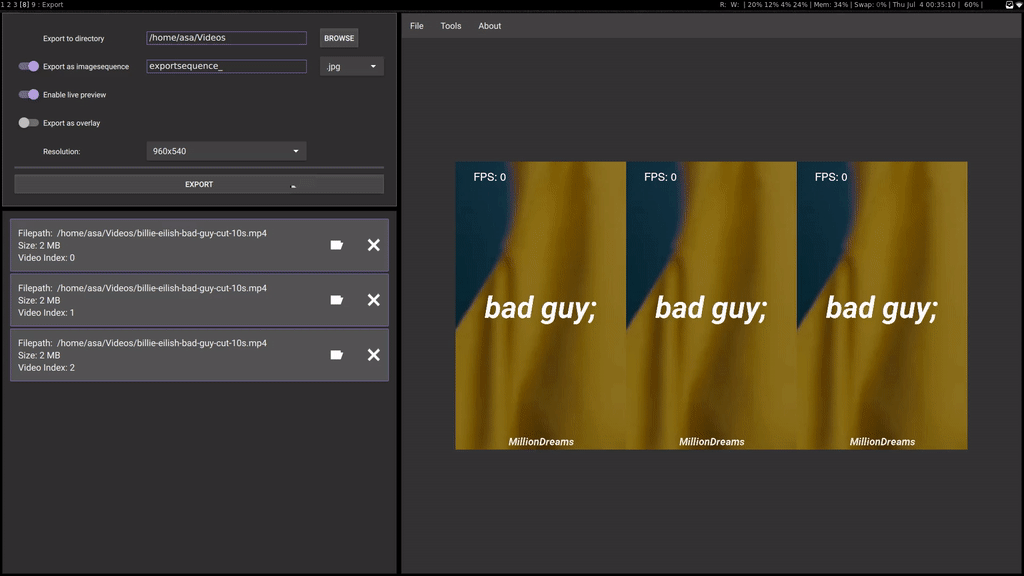 1 2 3 [8] 9 : Export
R: W: | 20% 12% 4% 24% | Mem: 34% | Swap: 0% | Thu Jul 4 00:35:10 | 60% |
Export to directory /home/asa/Videos BROWSE
Export as imagesequence exportsequence_ .jpg
Enable live preview
Export as overlay
Resolution: 960x540
EXPORT
Filepath: /home/asa/Videos/billie-eilish-bad-guy-cut-10s.mp4
Size: 2 MB
Video Index: 0
Filepath: /home/asa/Videos/billie-eilish-bad-guy-cut-10s.mp4
Size: 2 MB
Video Index: 1
Filepath: /home/asa/Videos/billie-eilish-bad-guy-cut-10s.mp4
Size: 2 MB
Video Index: 2
File Tools About
FPS: 0 FPS: 0 FPS: 0
bad guy; bad guy; bad guy;
MillionDreams MillionDreams MillionDreams